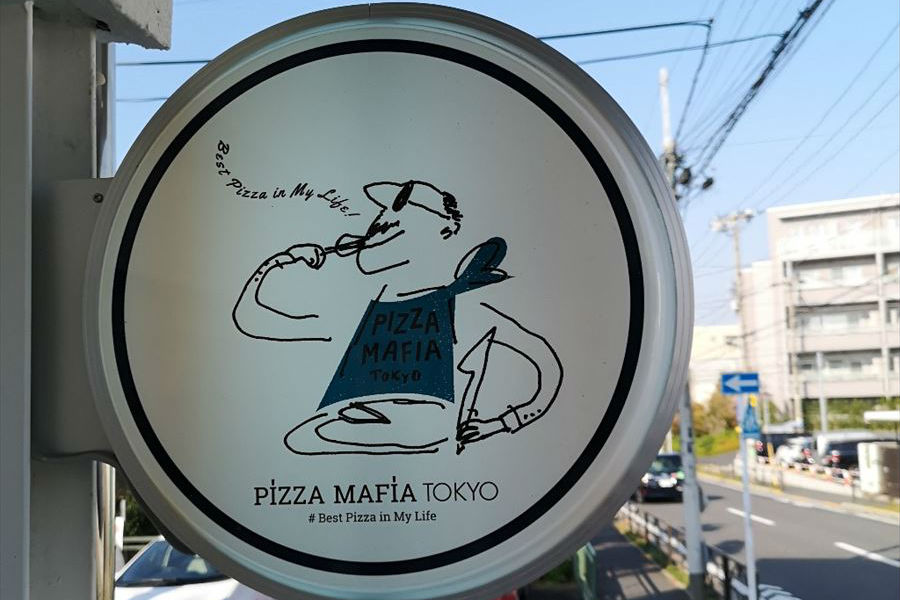 Best Pizza in My Life!
PIZZA
MAFIA
TOKYO
PIZZA MAFIA TOKYO
# Best Pizza in My Life